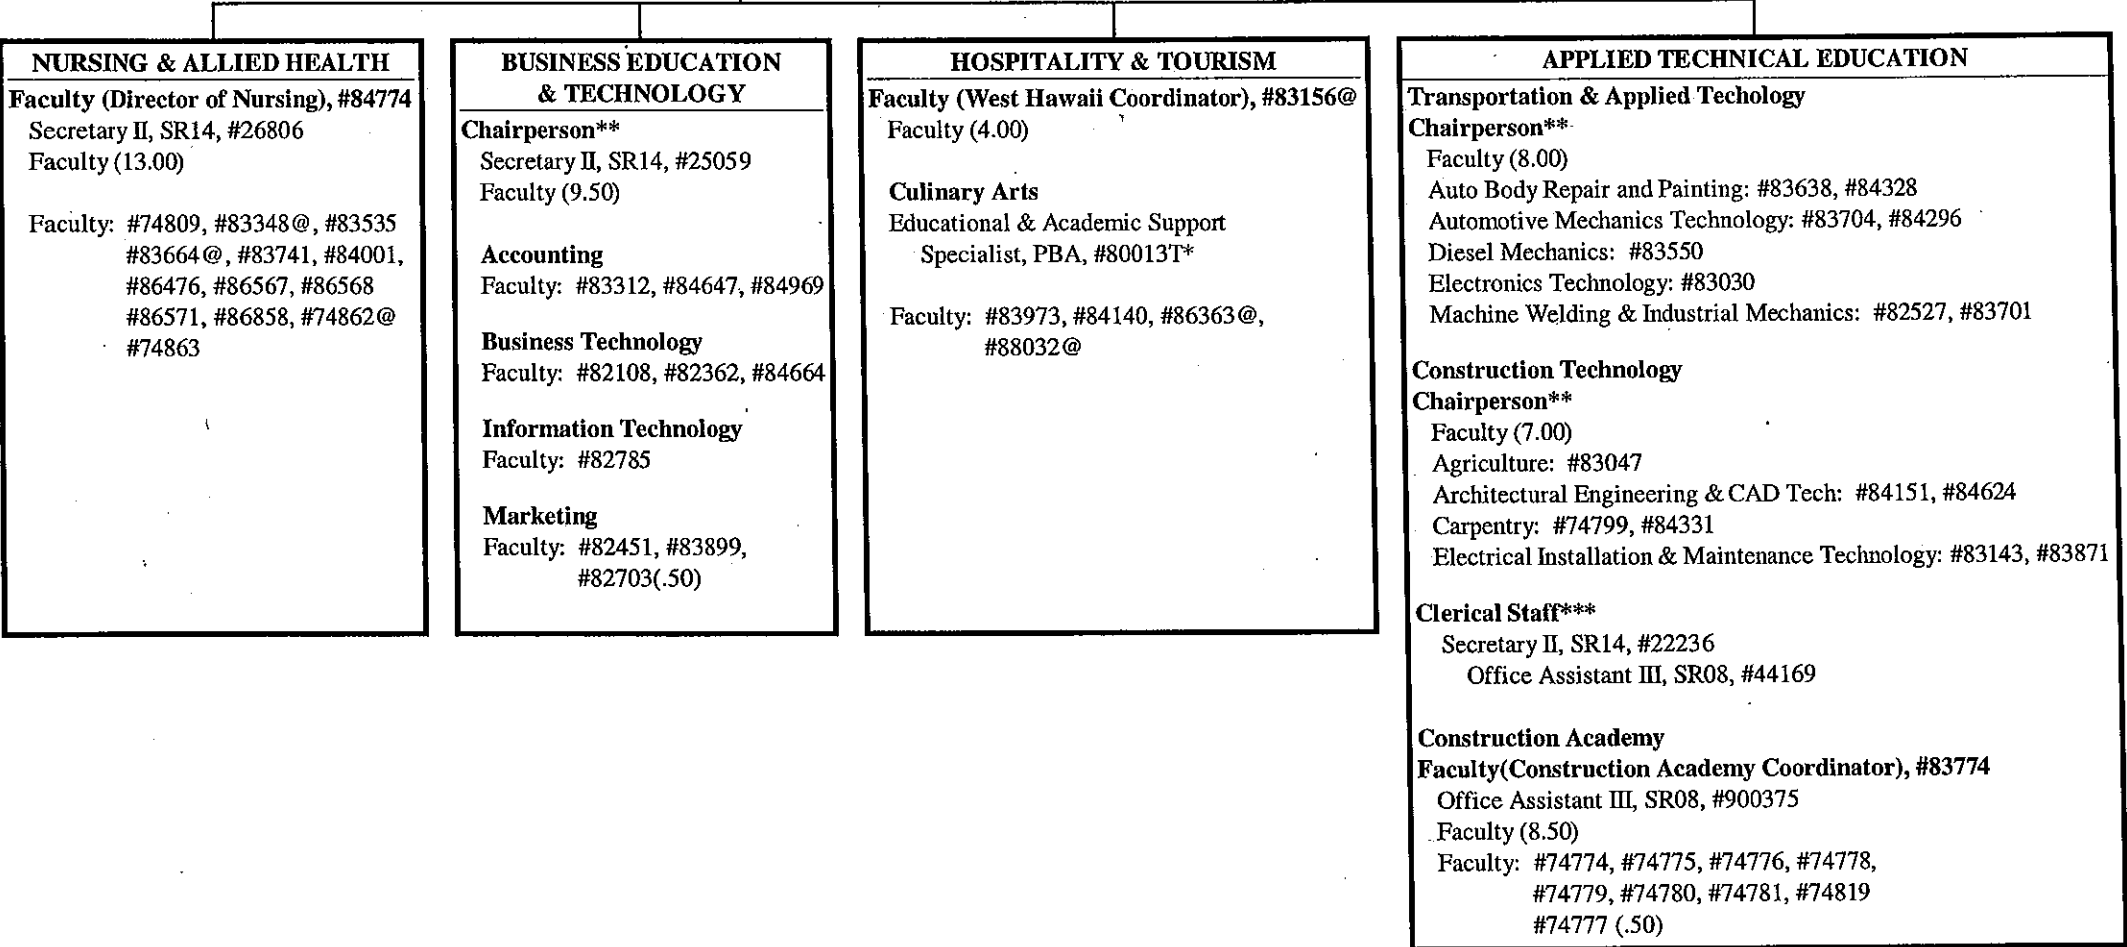 NURSING & ALLIED HEALTH
Faculty (Director of Nursing), #84774
Secretary II, SR14, #26806
Faculty (13.00)
Faculty: #74809, #83348@, #83535
#83664@, #83741, #84001,
#86476, #86567, #86568
#86571, #86858, #74862@
#74863
BUSINESS EDUCATION
& TECHNOLOGY
Chairperson**
Secretary II, SR14, #25059
Faculty (9.50)
Accounting
Faculty: #83312, #84647, #84969
Business Technology
Faculty: #82108, #82362, #84664
Information Technology
Faculty: #82785
Marketing
Faculty: #82451, #83899,
#82703(.50)
HOSPITALITY & TOURISM
Faculty (West Hawaii Coordinator), #83156@
Faculty (4.00)
Culinary Arts
Educational & Academic Support
Specialist, PBA, #80013T*
Faculty: #83973, #84140, #86363@,
#88032@
APPLIED TECHNICAL EDUCATION
Transportation & Applied Techology
Chairperson**
Faculty (8.00)
Auto Body Repair and Painting: #83638, #84328
Automotive Mechanics Technology: #83704, #84296
Diesel Mechanics: #83550
Electronics Technology: #83030
Machine Welding & Industrial Mechanics: #82527, #83701
Construction Technology
Chairperson**
Faculty (7.00)
Agriculture: #83047
Architectural Engineering & CAD Tech: #84151, #84624
Carpentry: #74799, #84331
Electrical Installation & Maintenance Technology: #83143, #83871
Clerical Staff***
Secretary II, SR14, #22236
Office Assistant III, SR08, #44169
Construction Academy
Faculty(Construction Academy Coordinator), #83774
Office Assistant III, SR08, #900375
Faculty (8.50)
Faculty: #74774, #74775, #74776, #74778,
#74779, #74780, #74781, #74819
#74777 (.50)